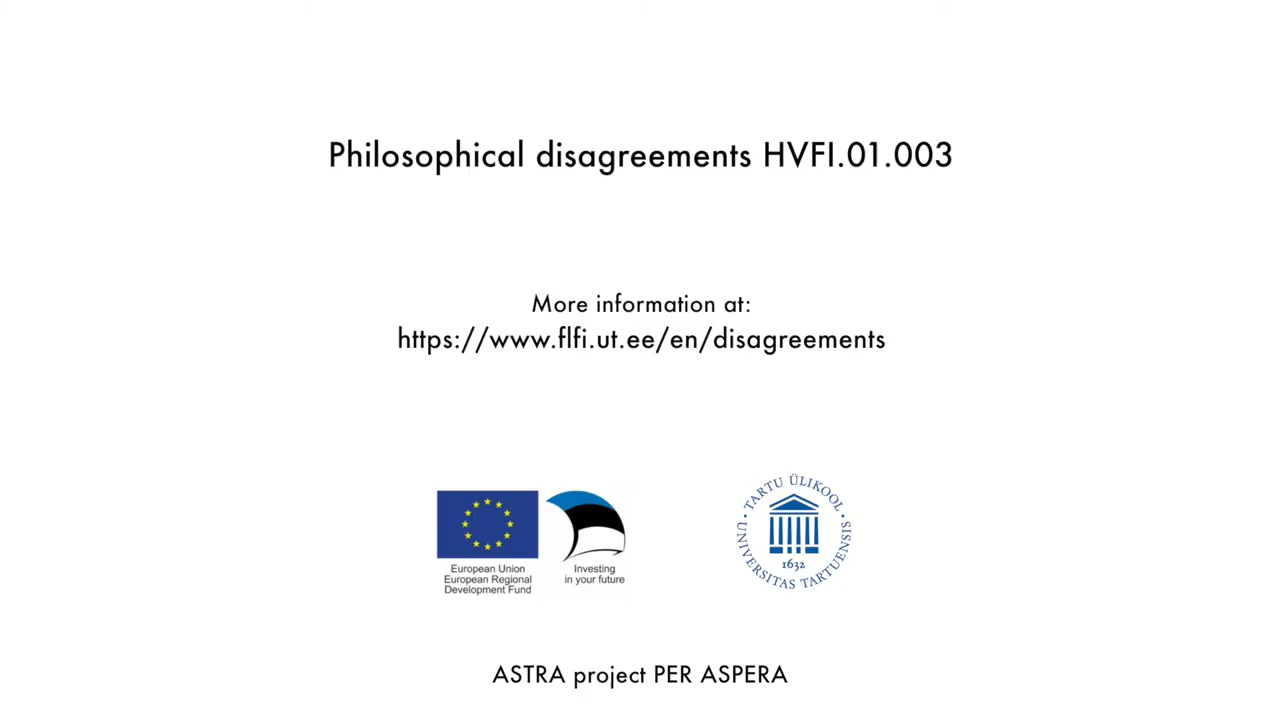 Philosophical disagreements HVFI.01.003
More information at:
https://www.flfi.ut.ee/en/disagreements
European Union
European Regional
Development Fund
Investing
in your future
TARTU ÜLIKOOL
UNIVERSITAS TARTUENSIS
1632
ASTRA project PER ASPERA